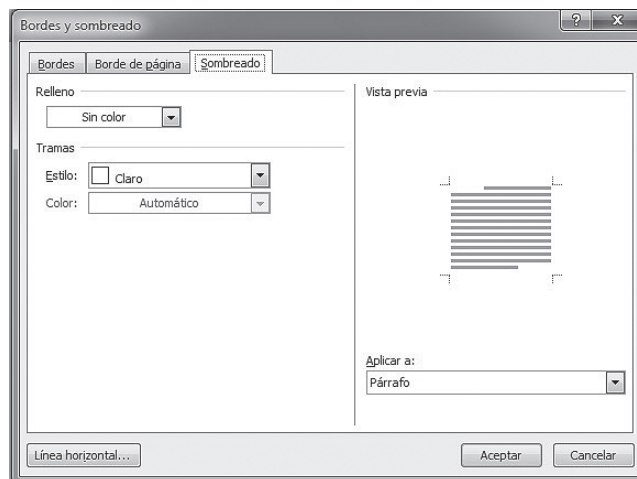 Bordes y sombreado
Bordes Borde de página Sombreado
Relleno
Sin color
Tramas
Estilo: Claro
Color: Automático
Vista previa
Aplicar a:
Párrafo
Línea horizontal... Aceptar Cancelar